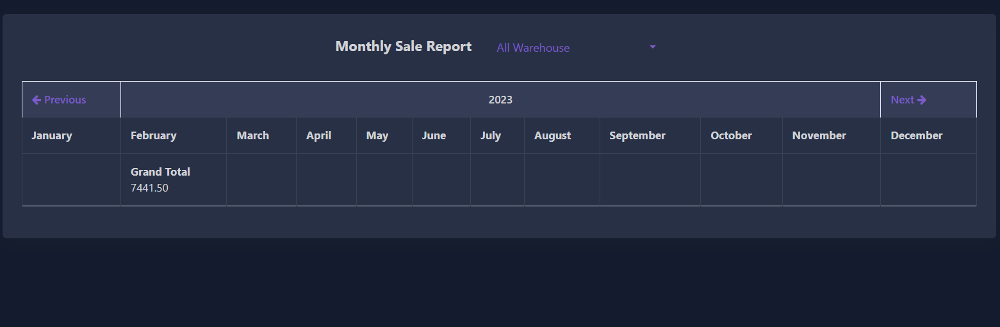 Monthly Sale Report All Warehouse
Previous 2023 Next
January February March April May June July August September October November December
Grand Total
7441.50